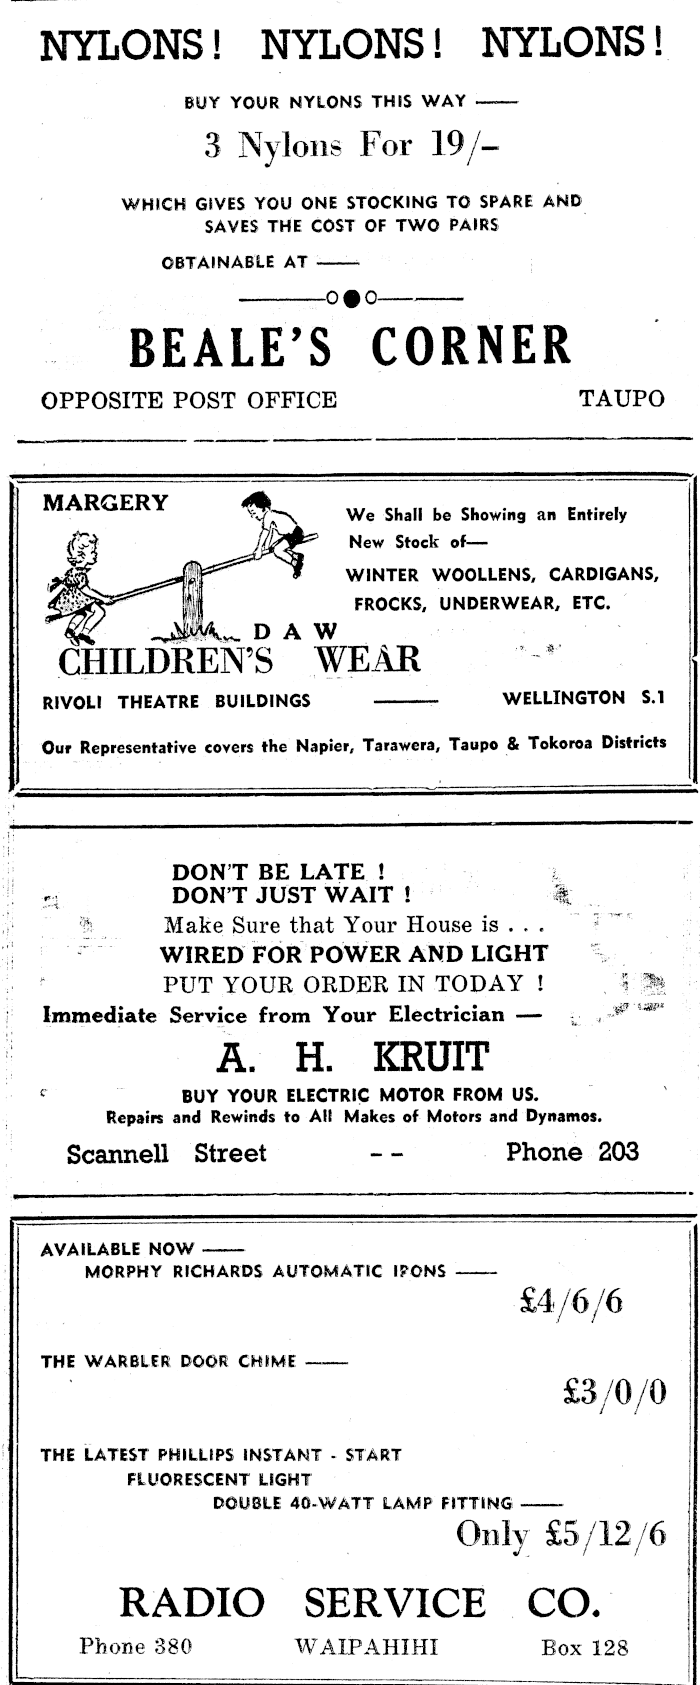 NYLONS! NYLONS! NYLONS!
BUY YOUR NYLONS THIS WAY ——
3 Nylons For 19/-
WHICH GIVES YOU ONE STOCKING TO SPARE AND
SAVES THE COST OF TWO PAIRS
OBTAINABLE AT ——
BEALE'S CORNER
OPPOSITE POST OFFICE TAUPO
MARGERY
We Shall be Showing an Entirely
New Stock of—
WINTER WOOLLENS, CARDIGANS,
FROCKS, UNDERWEAR, ETC.
DAW
CHILDREN'S WEAR
RIVOLI THEATRE BUILDINGS —— WELLINGTON S.1
Our Representative covers the Napier, Tarawera, Taupo & Tokoroa Districts
DON'T BE LATE !
DON'T JUST WAIT !
Make Sure that Your House is . . .
WIRED FOR POWER AND LIGHT
PUT YOUR ORDER IN TODAY !
Immediate Service from Your Electrician —
A. H. KRUIT
BUY YOUR ELECTRIC MOTOR FROM US.
Repairs and Rewinds to All Makes of Motors and Dynamos.
Scannell Street -- Phone 203
AVAILABLE NOW ——
MORPHY RICHARDS AUTOMATIC IRONS ——
£4/6/6
THE WARBLER DOOR CHIME ——
£3/0/0
THE LATEST PHILLIPS INSTANT - START
FLUORESCENT LIGHT
DOUBLE 40-WATT LAMP FITTING ——
Only £5/12/6
RADIO SERVICE CO.
Phone 380 WAIPAHIHI Box 128